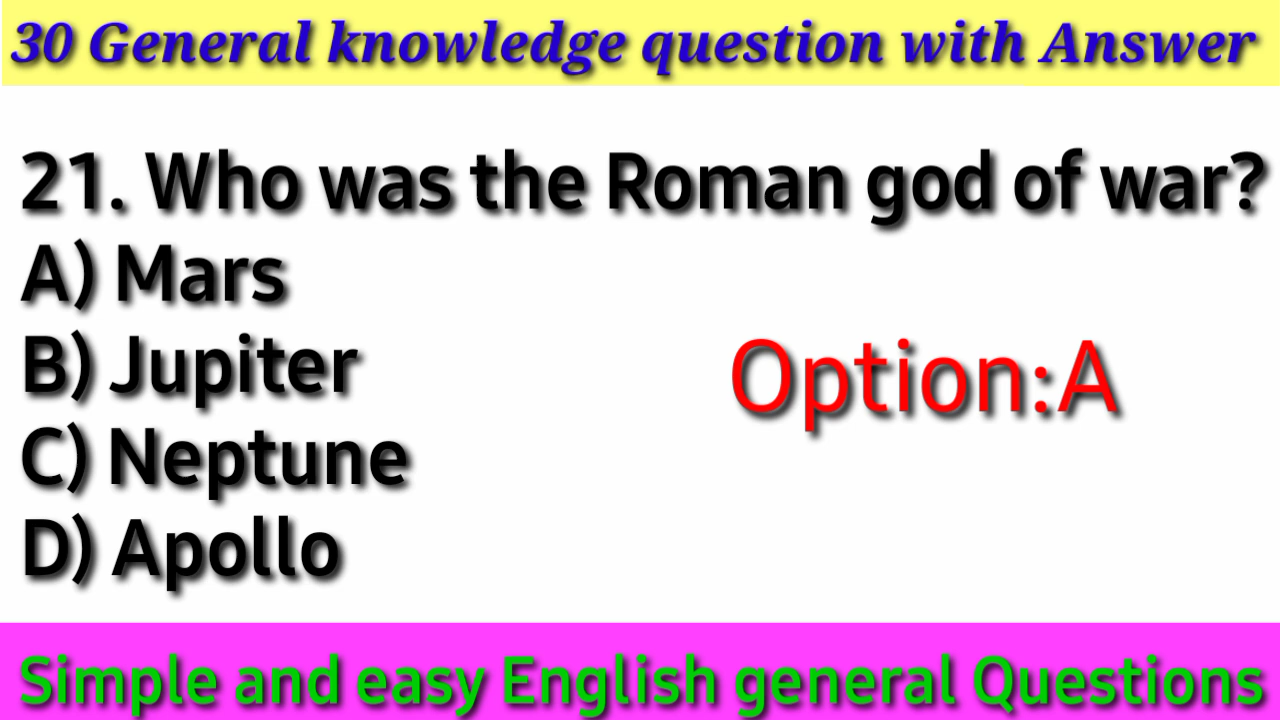 30 General knowledge question with Answer
21. Who was the Roman god of war?
A) Mars
B) Jupiter
Option:A
C) Neptune
D) Apollo
Simple and easy English general Questions